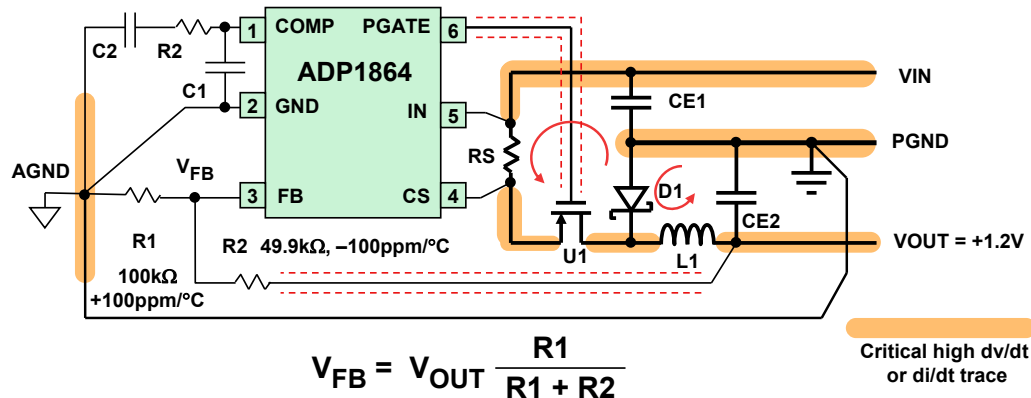 C2
R2
C1
1
COMP
PGATE
6
ADP1864
2
GND
IN
5
3
FB
CS
4
AGND
VFB
R1
100kΩ
+100ppm/°C
R2 49.9kΩ, –100ppm/°C
RS
CE1
VIN
PGND
D1
CE2
U1
L1
VOUT = +1.2V
Critical high dv/dt
or di/dt trace
VFB = VOUT R1
R1 + R2